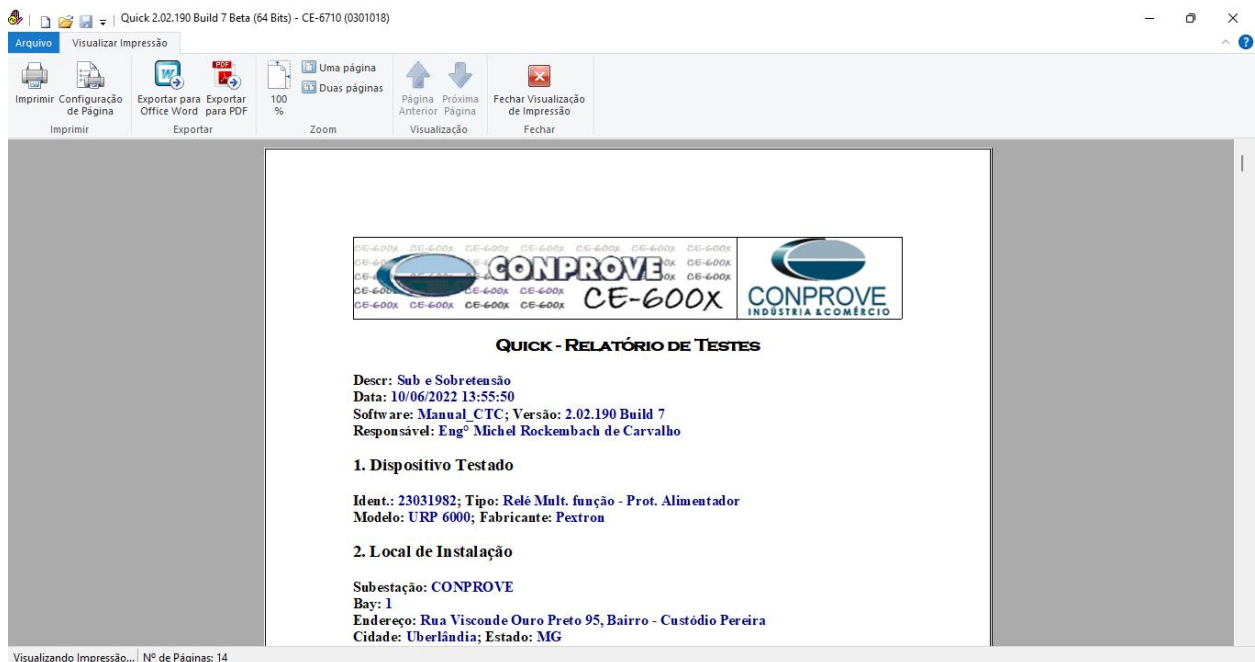 Quick 2.02.190 Build 7 Beta (64 Bits) - CE-6710 (0301018)
Arquivo Visualizar Impressão
Imprimir
Configuração de Página
Exportar para Office Word
Exportar para PDF
100 %
Uma página
Duas páginas
Página Anterior
Próxima Página
Fechar Visualização de Impressão
Imprimir Exportar Zoom Visualização Fechar
CONPROVE
CE-600X
CONPROVE
INDÚSTRIA & COMÉRCIO
QUICK - RELATÓRIO DE TESTES
Descr: Sub e Sobretensão
Data: 10/06/2022 13:55:50
Software: Manual_CTC; Versão: 2.02.190 Build 7
Responsável: Engº Michel Rockembach de Carvalho
1. Dispositivo Testado
Ident.: 23031982; Tipo: Relé Mult. função - Prot. Alimentador
Modelo: URP 6000; Fabricante: Pextron
2. Local de Instalação
Subestação: CONPROVE
Bay: 1
Endereço: Rua Visconde Ouro Preto 95, Bairro - Custódio Pereira
Cidade: Uberlândia; Estado: MG
Visualizando Impressão... Nº de Páginas: 14